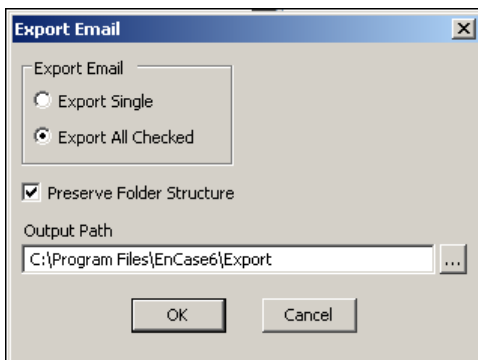 Export Email
Export Email
Export Single
Export All Checked
Preserve Folder Structure
Output Path
C:\Program Files\EnCase6\Export
...
OK Cancel